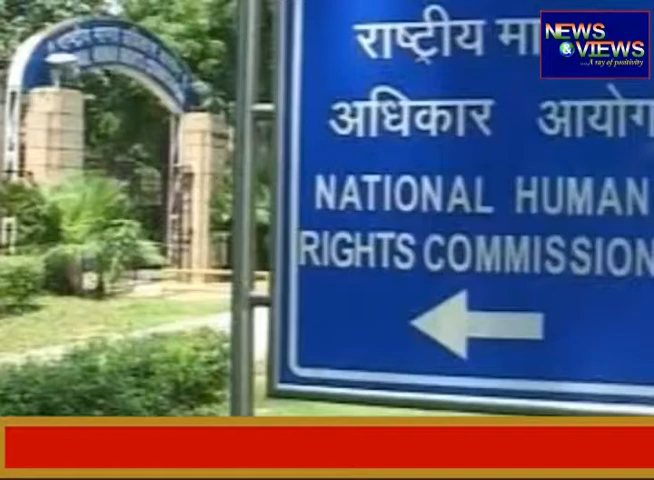 NEWS
& VIEWS
....A ray of positivity
राष्ट्रीय मा
अधिकार आयोग
NATIONAL HUMAN
RIGHTS COMMISSION